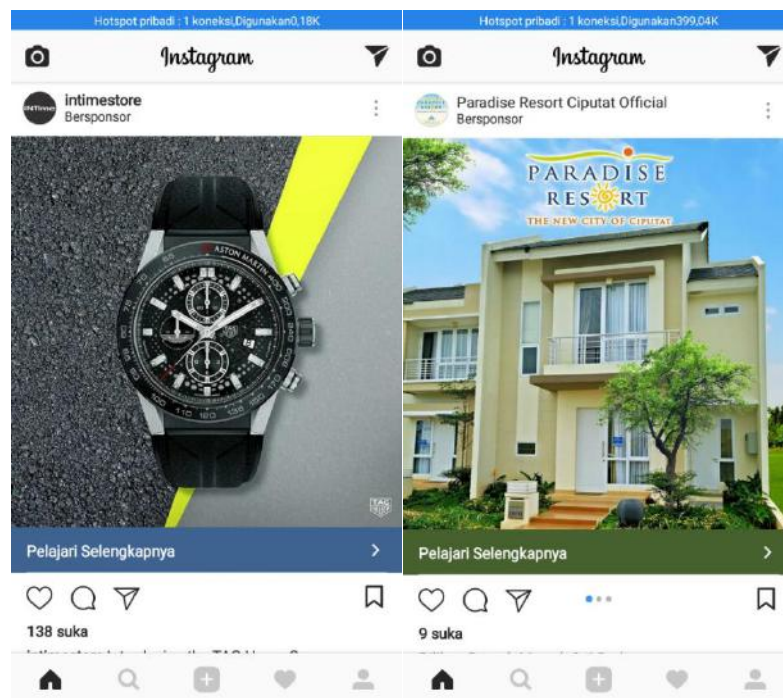 Hotspot pribadi : 1 koneksi,Digunakan0,18K
Instagram
INTime
intimestore
Bersponsor
ASTON MARTIN
TAG
Pelajari Selengkapnya
138 suka
Hotspot pribadi : 1 koneksi,Digunakan399,04K
Instagram
Paradise Resort Ciputat Official
Bersponsor
PARADISE
RESORT
THE NEW CITY OF CIPUTAT
Pelajari Selengkapnya
9 suka